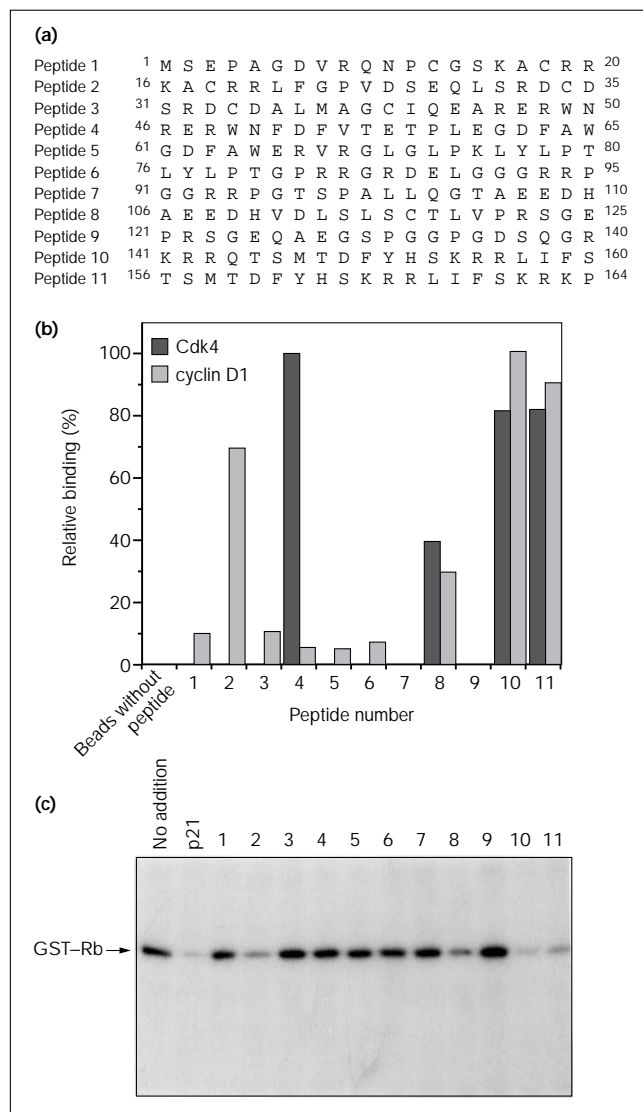 (a)
Peptide 1 1 M S E P A G D V R Q N P C G S K A C R R 20
Peptide 2 16 K A C R R L F G P V D S E Q L S R D C D 35
Peptide 3 31 S R D C D A L M A G C I Q E A R E R W N 50
Peptide 4 46 R E R W N F D F V T E T P L E G D F A W 65
Peptide 5 61 G D F A W E R V R G L G L P K L Y L P T 80
Peptide 6 76 L Y L P T G P R R G R D E L G G G R R P 95
Peptide 7 91 G G R R P G T S P A L L Q G T A E E D H 110
Peptide 8 106 A E E D H V D L S L S C T L V P R S G E 125
Peptide 9 121 P R S G E Q A E G S P G G P G D S Q G R 140
Peptide 10 141 K R R Q T S M T D F Y H S K R R L I F S 160
Peptide 11 156 T S M T D F Y H S K R R L I F S K R K P 164
(b)
Cdk4
cyclin D1
Relative binding (%)
100
80
60
40
20
0
Beads without
peptide
1 2 3 4 5 6 7 8 9 10 11
Peptide number
(c)
No addition
p21
1 2 3 4 5 6 7 8 9 10 11
GST–Rb